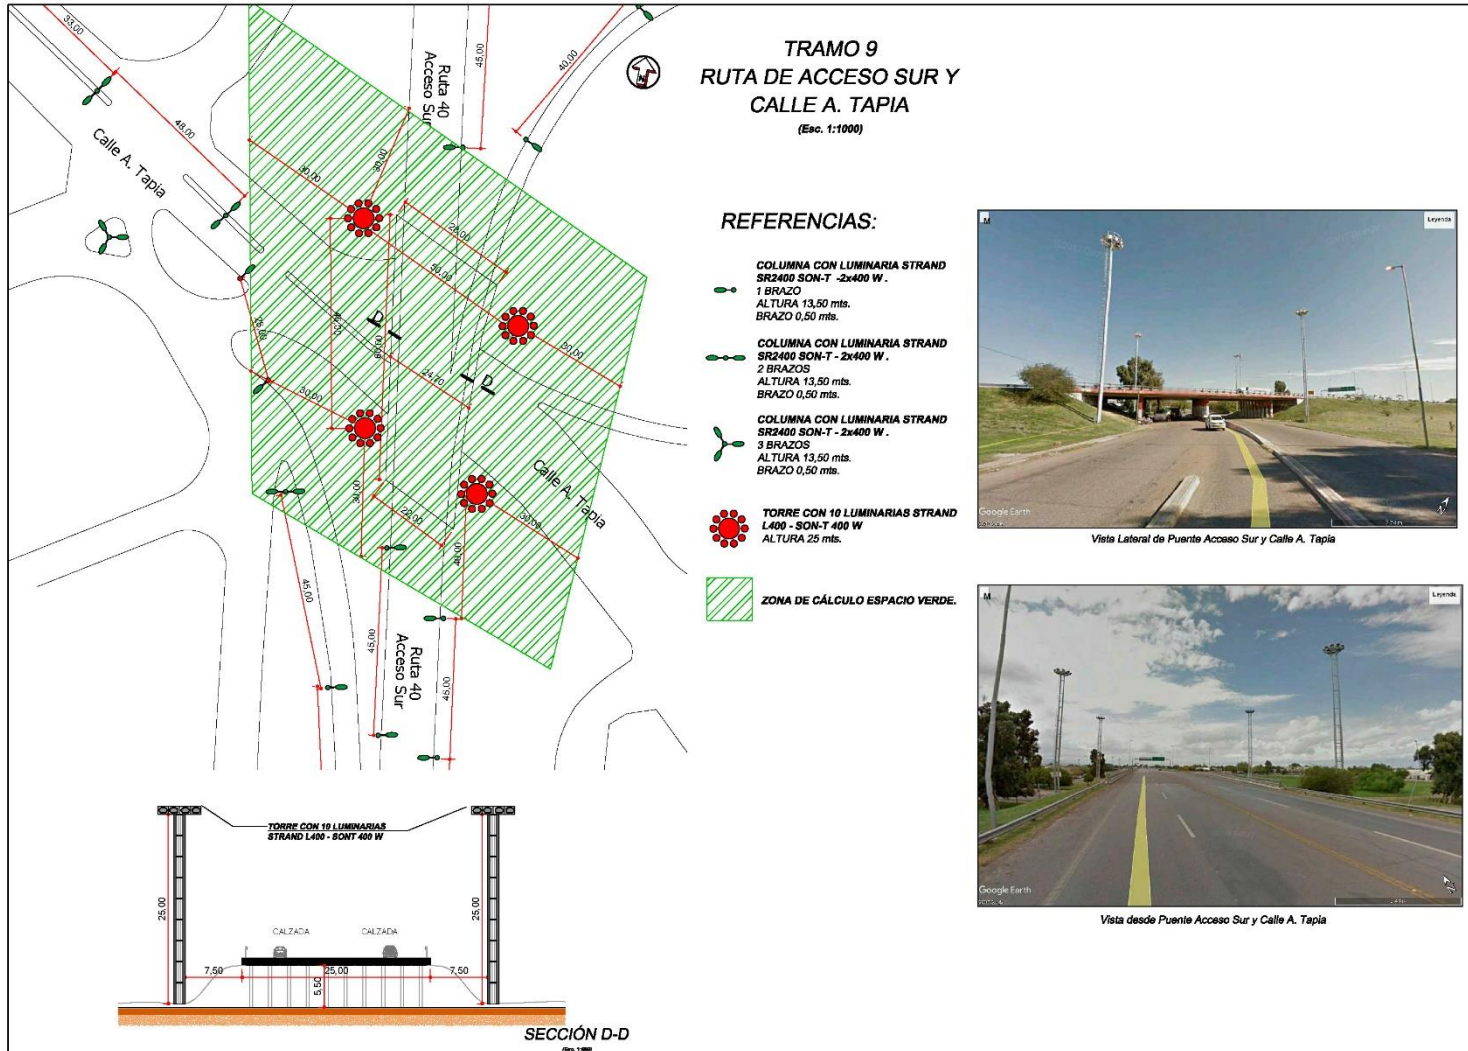 TRAMO 9
RUTA DE ACCESO SUR Y
CALLE A. TAPIA
(Esc. 1:1000)
33,00
48,00
Calle A. Tapia
Ruta 40
Acceso Sur
45,00
40,00
N
30,00
30,00
28,00
50,00
D
D
24,70
30,00
28,00
30,00
30,00
22,00
40,00
30,00
Calle A. Tapia
45,00
45,00
Ruta 40
Acceso Sur
45,00
REFERENCIAS:
COLUMNA CON LUMINARIA STRAND
SR2400 SON-T -2x400 W .
1 BRAZO
ALTURA 13,50 mts.
BRAZO 0,50 mts.
COLUMNA CON LUMINARIA STRAND
SR2400 SON-T - 2x400 W .
2 BRAZOS
ALTURA 13,50 mts.
BRAZO 0,50 mts.
COLUMNA CON LUMINARIA STRAND
SR2400 SON-T - 2x400 W .
3 BRAZOS
ALTURA 13,50 mts.
BRAZO 0,50 mts.
TORRE CON 10 LUMINARIAS STRAND
L400 - SON-T 400 W
ALTURA 25 mts.
ZONA DE CÁLCULO ESPACIO VERDE.
M
Leyenda
Google Earth
N
Vista Lateral de Puente Acceso Sur y Calle A. Tapia
M
Leyenda
Google Earth
Vista desde Puente Acceso Sur y Calle A. Tapia
TORRE CON 10 LUMINARIAS
STRAND L400 - SONT 400 W
25,00
25,00
CALZADA
CALZADA
7,50
25,00
7,50
5,50
SECCIÓN D-D